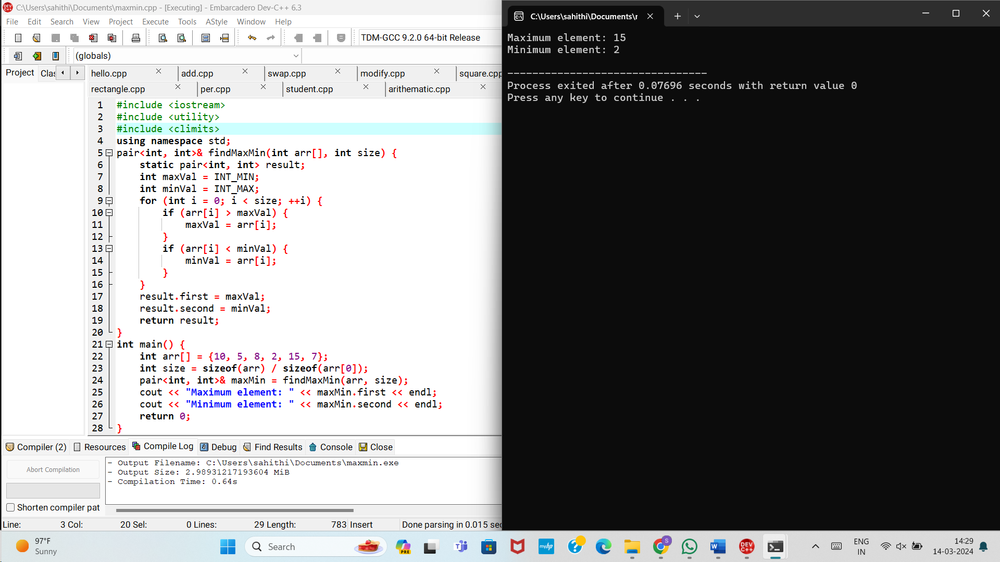 C:\Users\sahithi\Documents\maxmin.cpp - [Executing] - Embarcadero Dev-C++ 6.3
File Edit Search View Project Execute Tools AStyle Window Help
TDM-GCC 9.2.0 64-bit Release
(globals)
Project Clas
hello.cpp add.cpp swap.cpp modify.cpp square.cpp
rectangle.cpp per.cpp student.cpp arithematic.cpp
1 #include <iostream>
2 #include <utility>
3 #include <climits>
4 using namespace std;
5 pair<int, int>& findMaxMin(int arr[], int size) {
6 static pair<int, int> result;
7 int maxVal = INT_MIN;
8 int minVal = INT_MAX;
9 for (int i = 0; i < size; ++i) {
10 if (arr[i] > maxVal) {
11 maxVal = arr[i];
12 }
13 if (arr[i] < minVal) {
14 minVal = arr[i];
15 }
16 }
17 result.first = maxVal;
18 result.second = minVal;
19 return result;
20 }
21 int main() {
22 int arr[] = {10, 5, 8, 2, 15, 7};
23 int size = sizeof(arr) / sizeof(arr[0]);
24 pair<int, int>& maxMin = findMaxMin(arr, size);
25 cout << "Maximum element: " << maxMin.first << endl;
26 cout << "Minimum element: " << maxMin.second << endl;
27 return 0;
28 }
Compiler (2) Resources Compile Log Debug Find Results Console Close
Abort Compilation
Shorten compiler pat
- Output Filename: C:\Users\sahithi\Documents\maxmin.exe
- Output Size: 2.98931217193604 MiB
- Compilation Time: 0.64s
Line: 3 Col: 20 Sel: 0 Lines: 29 Length: 783 Insert Done parsing in 0.015 sec
C:\Users\sahithi\Documents\r
Maximum element: 15
Minimum element: 2
--------------------------------
Process exited after 0.07696 seconds with return value 0
Press any key to continue . . .
97°F
Sunny
Search
PRE
myhp
S
DEV
C++
ENG
IN
14:29
14-03-2024